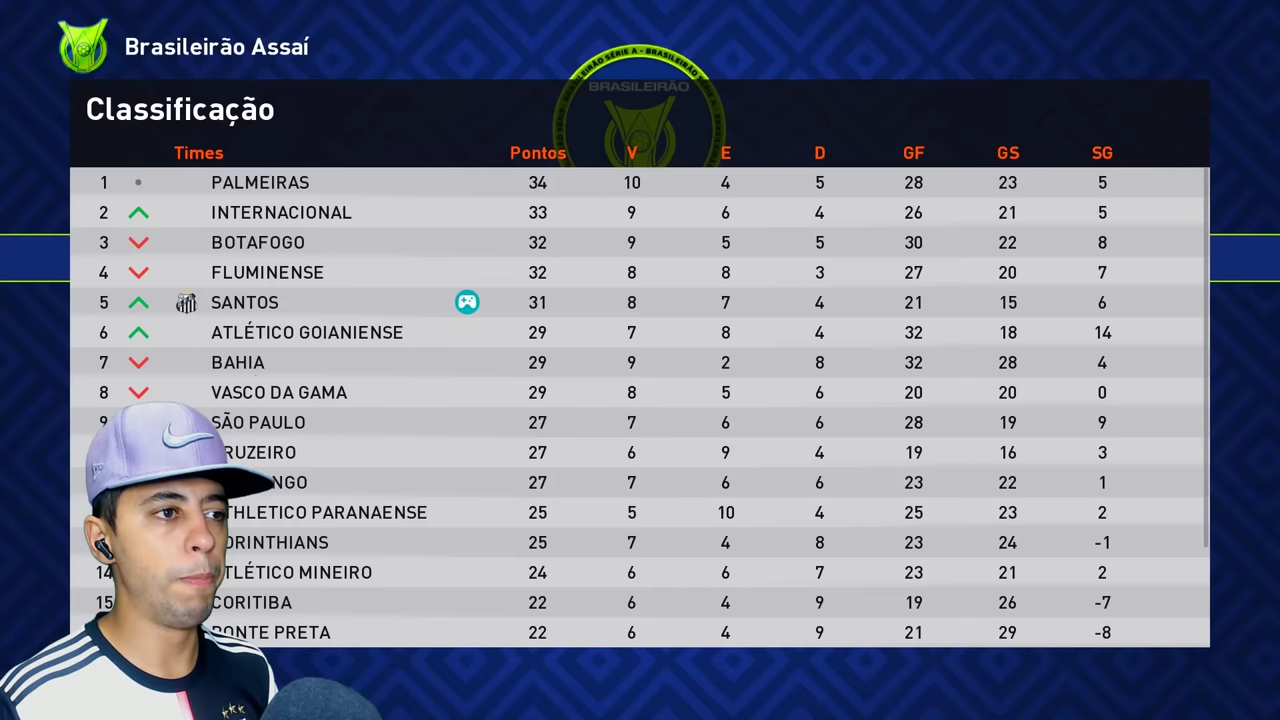 Brasileirão Assaí
BRASILEIRÃO SÉRIE A - BRASILEIRÃO
BRASILEIRÃO
Classificação
Times Pontos V E D GF GS SG
1 PALMEIRAS 34 10 4 5 28 23 5
2 INTERNACIONAL 33 9 6 4 26 21 5
3 BOTAFOGO 32 9 5 5 30 22 8
4 FLUMINENSE 32 8 8 3 27 20 7
5 SANTOS 31 8 7 4 21 15 6
6 ATLÉTICO GOIANIENSE 29 7 8 4 32 18 14
7 BAHIA 29 9 2 8 32 28 4
8 VASCO DA GAMA 29 8 5 6 20 20 0
9 SÃO PAULO 27 7 6 6 28 19 9
RUZEIRO 27 6 9 4 19 16 3
NGO 27 7 6 6 23 22 1
THLETICO PARANAENSE 25 5 10 4 25 23 2
ORINTHIANS 25 7 4 8 23 24 -1
14 TLÉTICO MINEIRO 24 6 6 7 23 21 2
15 CORITIBA 22 6 4 9 19 26 -7
PONTE PRETA 22 6 4 9 21 29 -8